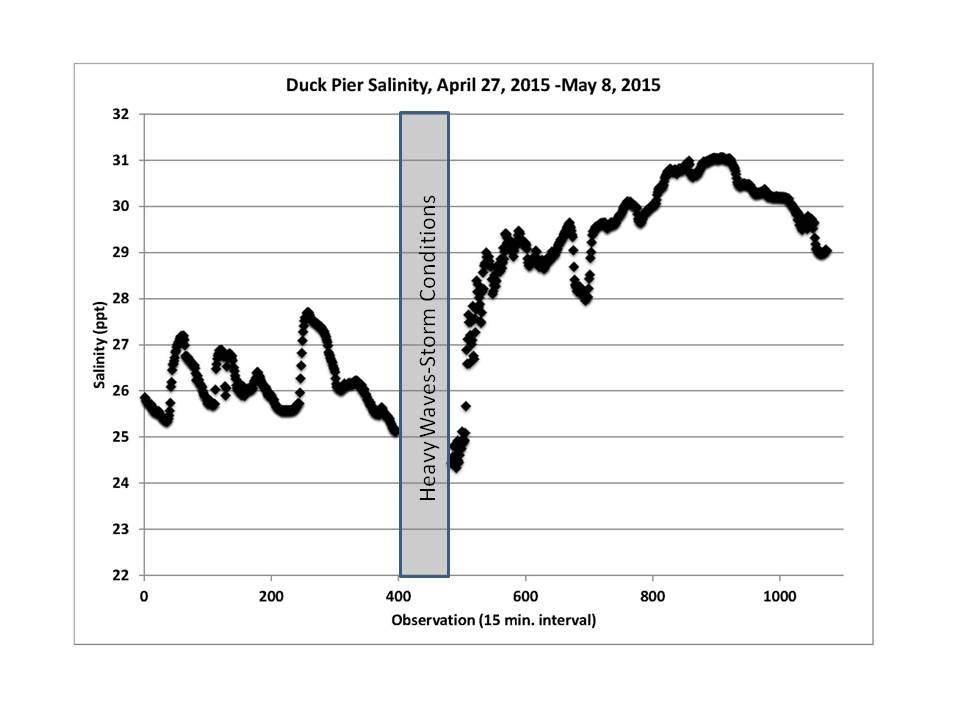 Duck Pier Salinity, April 27, 2015 -May 8, 2015
32
31
30
29
28
27
26
25
24
23
22
Salinity (ppt)
Heavy Waves-Storm Conditions
0 200 400 600 800 1000
Observation (15 min. interval)